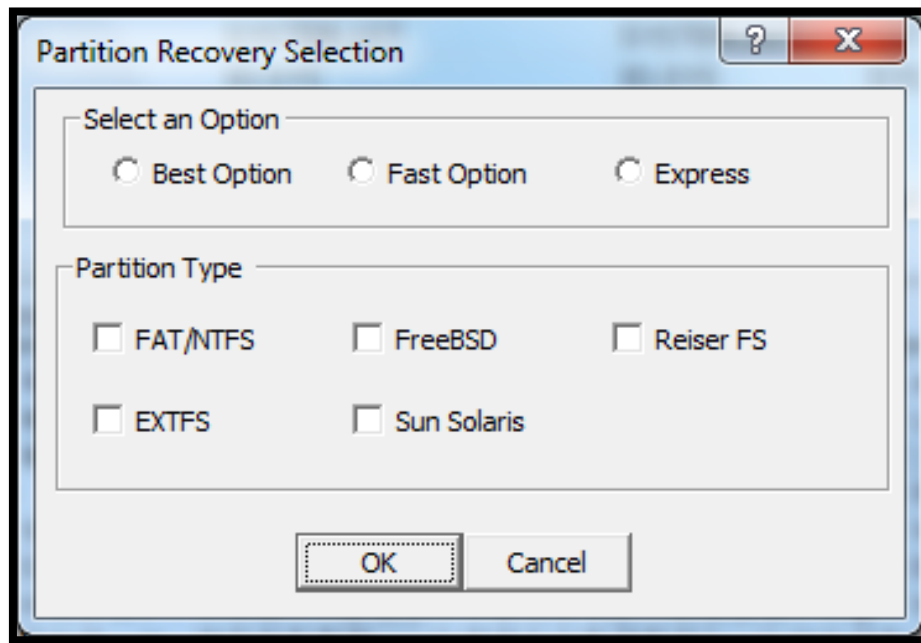 Partition Recovery Selection
Select an Option
Best Option Fast Option Express
Partition Type
FAT/NTFS FreeBSD Reiser FS
EXTFS Sun Solaris
OK Cancel